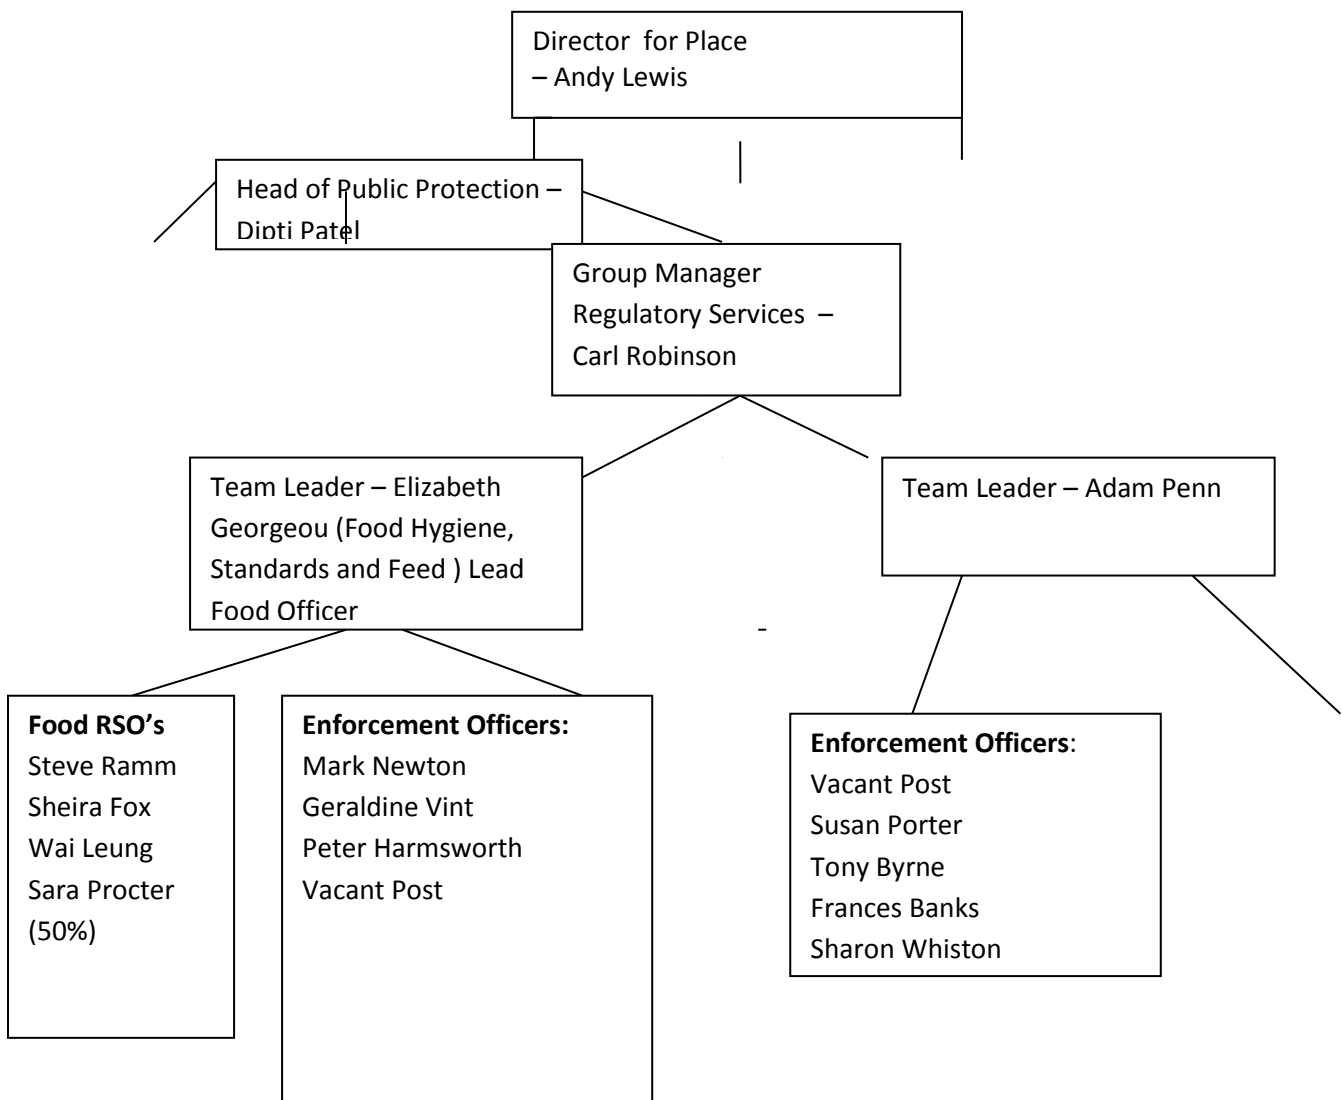 Director  for Place
– Andy Lewis
Head of Public Protection –
Dipti Patel
Group Manager
Regulatory Services  –
Carl Robinson
Team Leader – Elizabeth
Georgeou (Food Hygiene,
Standards and Feed ) Lead
Food Officer
Team Leader – Adam Penn
Food RSO’s
Steve Ramm
Sheira Fox
Wai Leung
Sara Procter
(50%)
Enforcement Officers:
Mark Newton
Geraldine Vint
Peter Harmsworth
Vacant Post
Enforcement Officers:
Vacant Post
Susan Porter
Tony Byrne
Frances Banks
Sharon Whiston